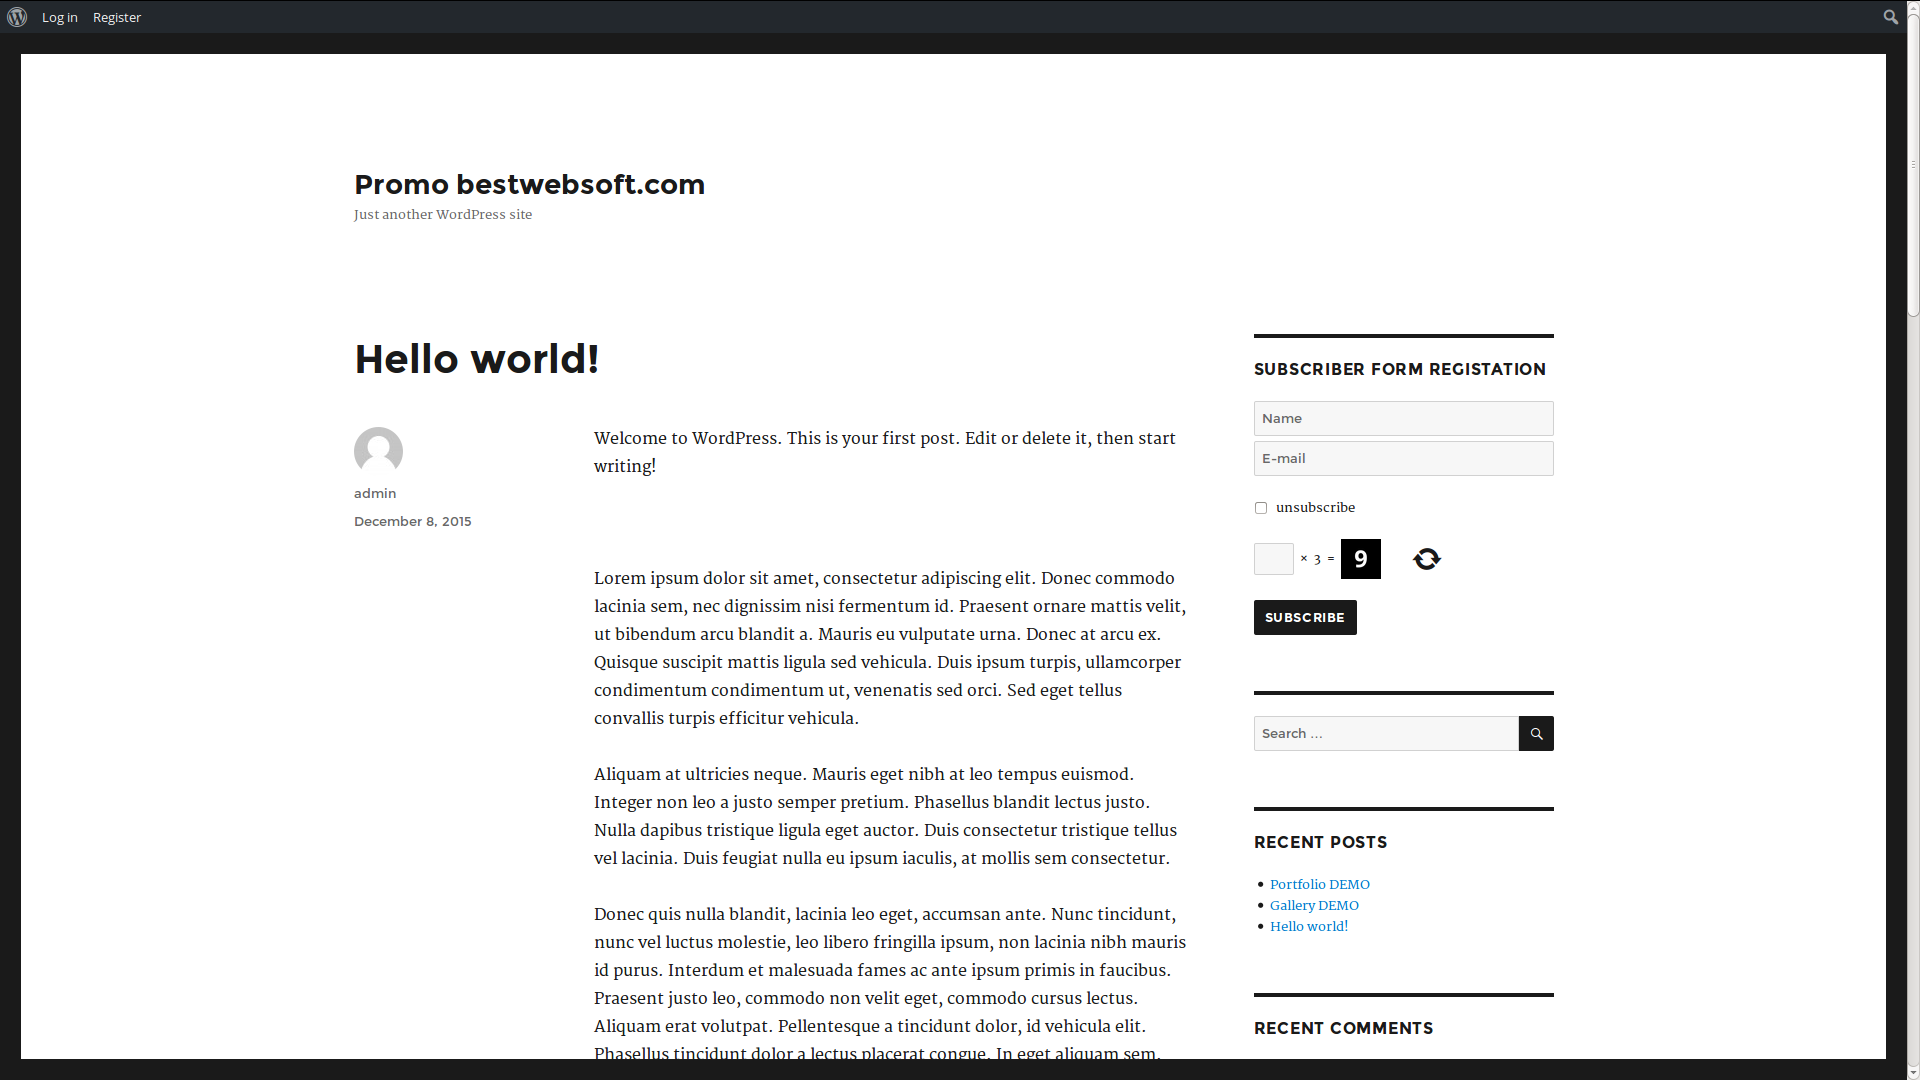 Log in Register
Promo bestwebsoft.com
Just another WordPress site
Hello world!
admin
December 8, 2015
Welcome to WordPress. This is your first post. Edit or delete it, then start
writing!
Lorem ipsum dolor sit amet, consectetur adipiscing elit. Donec commodo
lacinia sem, nec dignissim nisi fermentum id. Praesent ornare mattis velit,
ut bibendum arcu blandit a. Mauris eu vulputate urna. Donec at arcu ex.
Quisque suscipit mattis ligula sed vehicula. Duis ipsum turpis, ullamcorper
condimentum condimentum ut, venenatis sed orci. Sed eget tellus
convallis turpis efficitur vehicula.
Aliquam at ultricies neque. Mauris eget nibh at leo tempus euismod.
Integer non leo a justo semper pretium. Phasellus blandit lectus justo.
Nulla dapibus tristique ligula eget auctor. Duis consectetur tristique tellus
vel lacinia. Duis feugiat nulla eu ipsum iaculis, at mollis sem consectetur.
Donec quis nulla blandit, lacinia leo eget, accumsan ante. Nunc tincidunt,
nunc vel luctus molestie, leo libero fringilla ipsum, non lacinia nibh mauris
id purus. Interdum et malesuada fames ac ante ipsum primis in faucibus.
Praesent justo leo, commodo non velit eget, commodo cursus lectus.
Aliquam erat volutpat. Pellentesque a tincidunt dolor, id vehicula elit.
Phasellus tincidunt dolor a lectus placerat congue. In eget aliquam sem.
SUBSCRIBER FORM REGISTATION
Name
E-mail
unsubscribe
× 3 = 9
SUBSCRIBE
Search …
RECENT POSTS
Portfolio DEMO
Gallery DEMO
Hello world!
RECENT COMMENTS